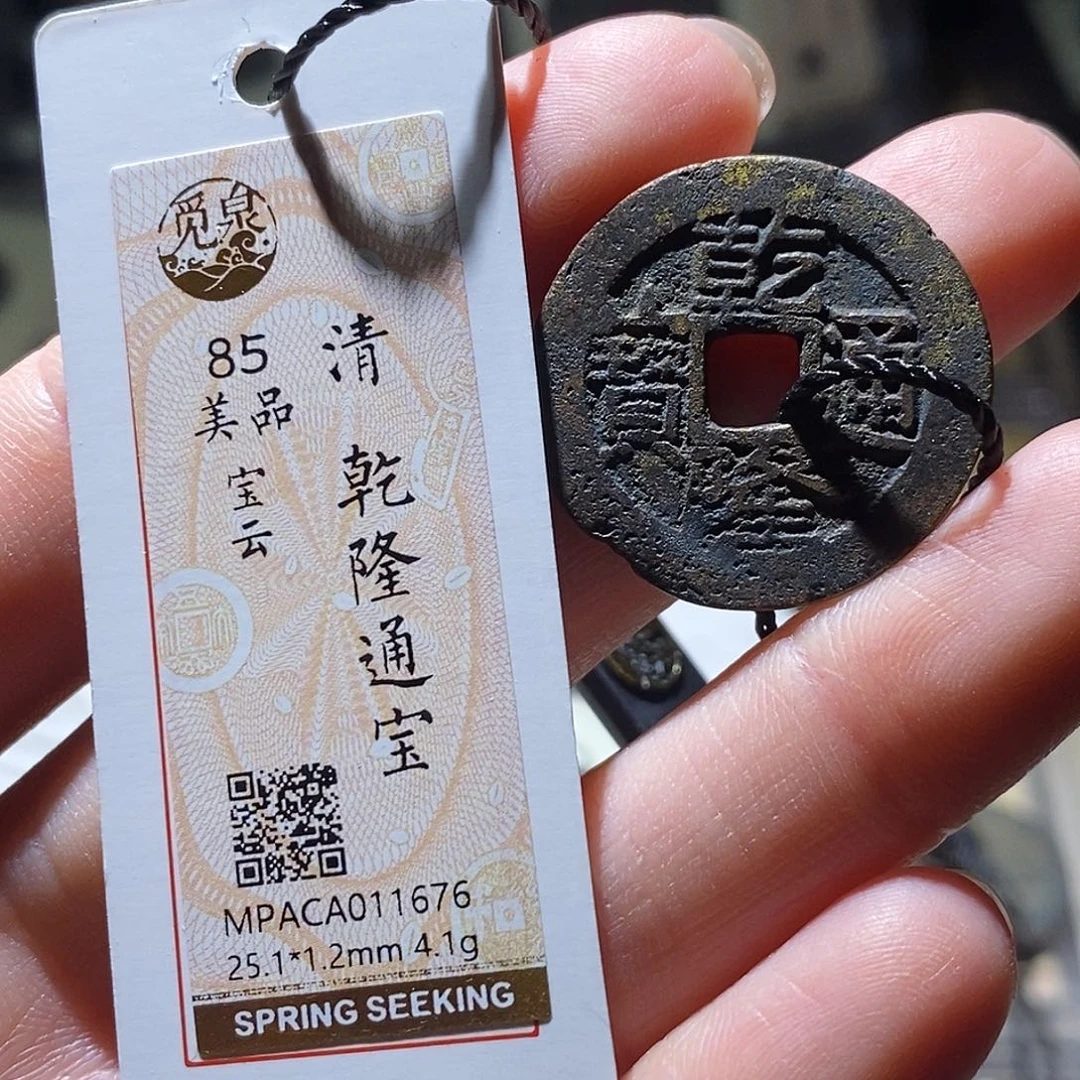 觅泉
85
美品
宝云
清 乾隆通宝
MPACA011676
25.1*1.2mm 4.1g
SPRING SEEKING
乾隆通寶